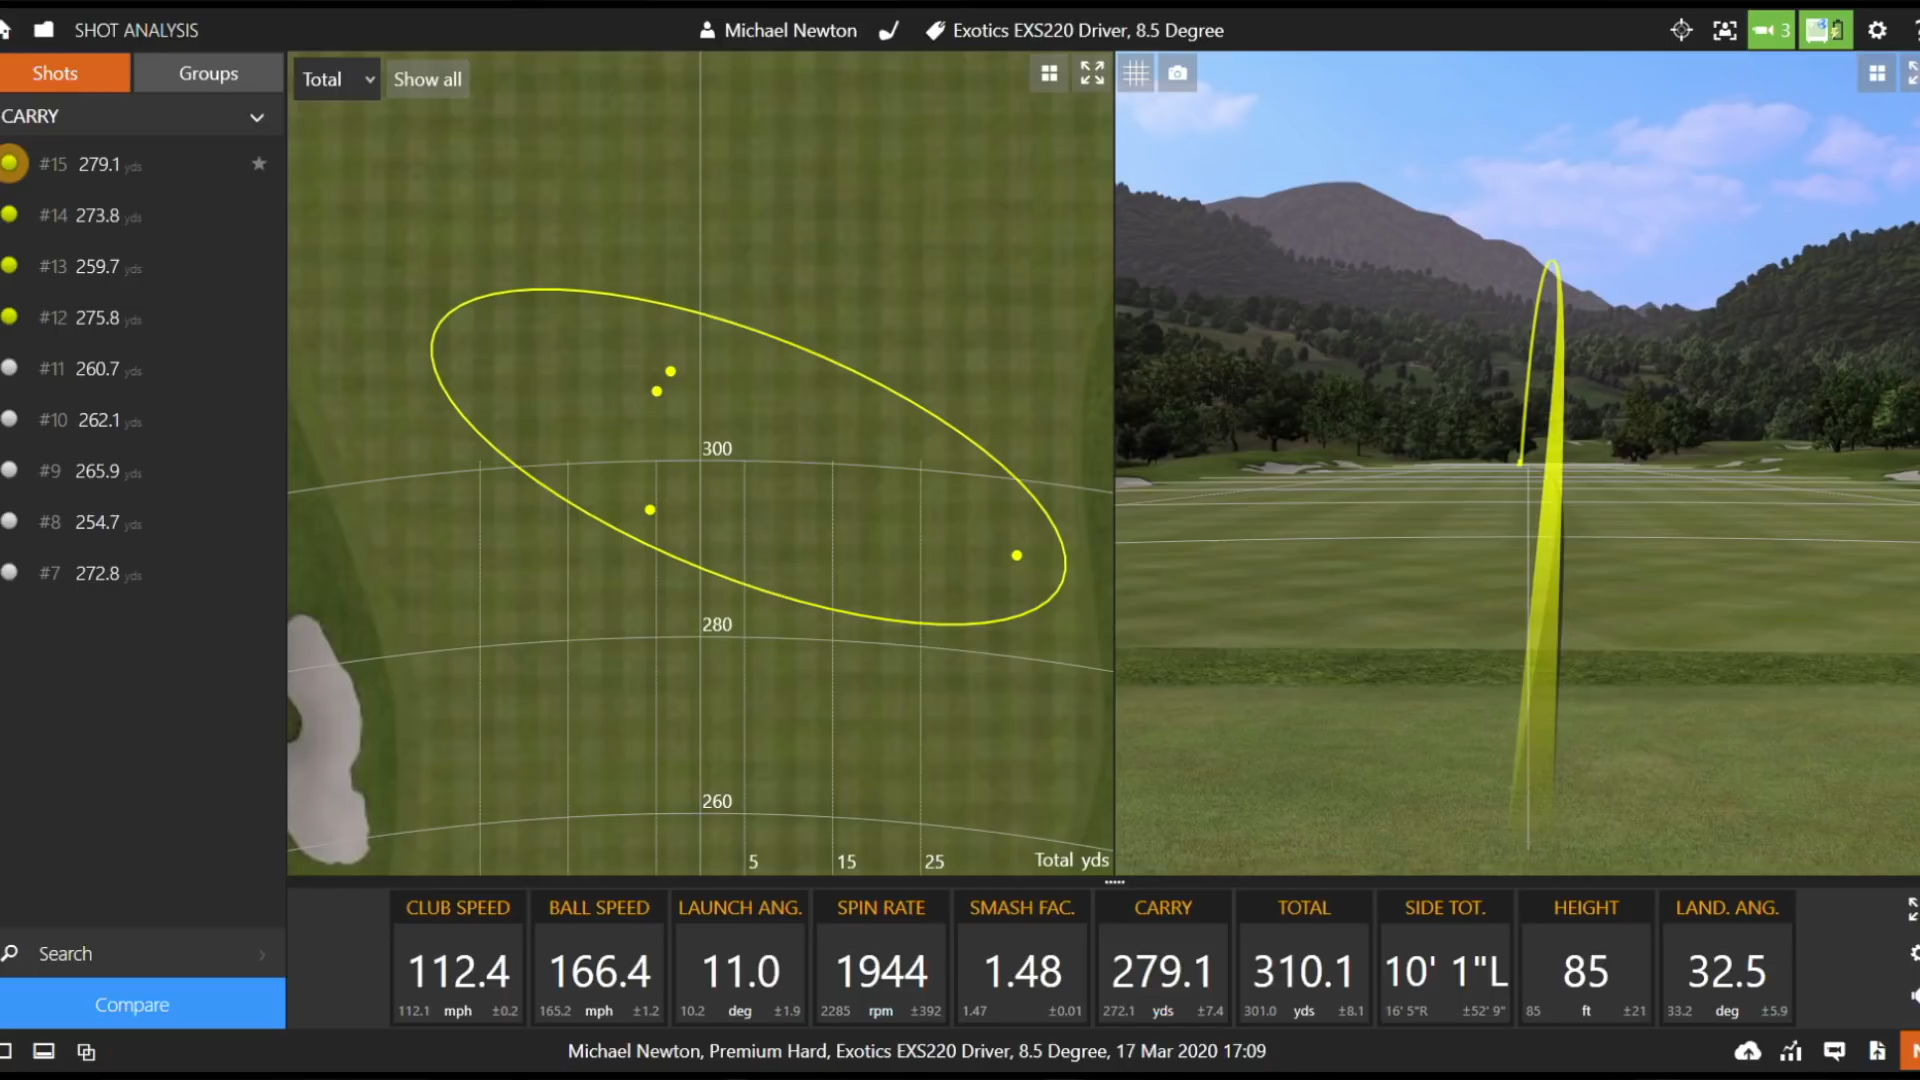 SHOT ANALYSIS
Michael Newton
Exotics EXS220 Driver, 8.5 Degree
3
Shots
Groups
CARRY
#15 279.1 yds
#14 273.8 yds
#13 259.7 yds
#12 275.8 yds
#11 260.7 yds
#10 262.1 yds
#9 265.9 yds
#8 254.7 yds
#7 272.8 yds
Search
Compare
Total
Show all
300
280
260
5
15
25
Total yds
CLUB SPEED
112.4
112.1 mph ±0.2
BALL SPEED
166.4
165.2 mph ±1.2
LAUNCH ANG.
11.0
10.2 deg ±1.9
SPIN RATE
1944
2285 rpm ±392
SMASH FAC.
1.48
1.47 ±0.01
CARRY
279.1
272.1 yds ±7.4
TOTAL
310.1
301.0 yds ±8.1
SIDE TOT.
10' 1"L
16' 5"R ±52' 9"
HEIGHT
85
85 ft ±21
LAND. ANG.
32.5
33.2 deg ±5.9
Michael Newton, Premium Hard, Exotics EXS220 Driver, 8.5 Degree, 17 Mar 2020 17:09